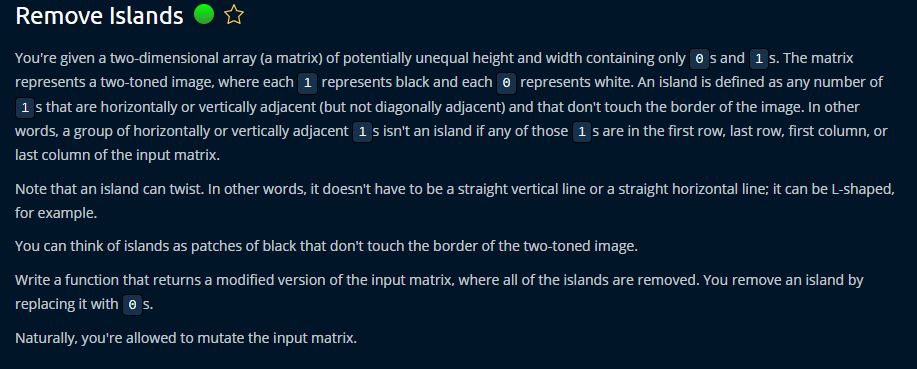 Remove Islands
You're given a two-dimensional array (a matrix) of potentially unequal height and width containing only 0 s and 1 s. The matrix
represents a two-toned image, where each 1 represents black and each 0 represents white. An island is defined as any number of
1 s that are horizontally or vertically adjacent (but not diagonally adjacent) and that don't touch the border of the image. In other
words, a group of horizontally or vertically adjacent 1 s isn't an island if any of those 1 s are in the first row, last row, first column, or
last column of the input matrix.
Note that an island can twist. In other words, it doesn't have to be a straight vertical line or a straight horizontal line; it can be L-shaped,
for example.
You can think of islands as patches of black that don't touch the border of the two-toned image.
Write a function that returns a modified version of the input matrix, where all of the islands are removed. You remove an island by
replacing it with 0 s.
Naturally, you're allowed to mutate the input matrix.